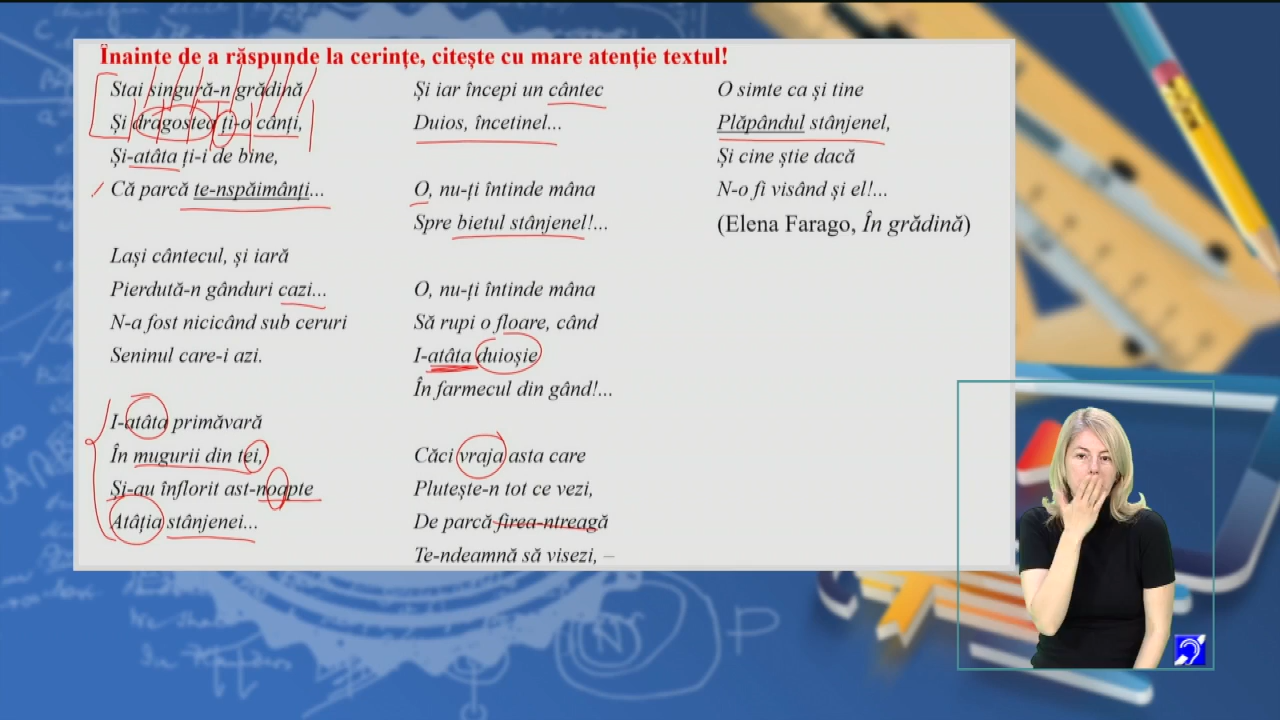 Înainte de a răspunde la cerințe, citește cu mare atenție textul!
Stai singură-n grădină
Și dragostea ți-o cânți,
Și-atâta ți-i de bine,
Că parcă te-nspăimânți...
Lași cântecul, și iară
Pierdută-n gânduri cazi...
N-a fost nicicând sub ceruri
Seninul care-i azi.
I-atâta primăvară
În mugurii din tei,
Și-au înflorit ast-noapte
Atâția stânjenei...
Și iar începi un cântec
Duios, încetinel...
O, nu-ți întinde mâna
Spre bietul stânjenel!...
O, nu-ți întinde mâna
Să rupi o floare, când
I-atâta duioșie
În farmecul din gând!...
Căci vraja asta care
Plutește-n tot ce vezi,
De parcă firea-ntreagă
Te-ndeamnă să visezi, –
O simte ca și tine
Plăpândul stânjenel,
Și cine știe dacă
N-o fi visând și el!...
(Elena Farago, În grădină)
N
P